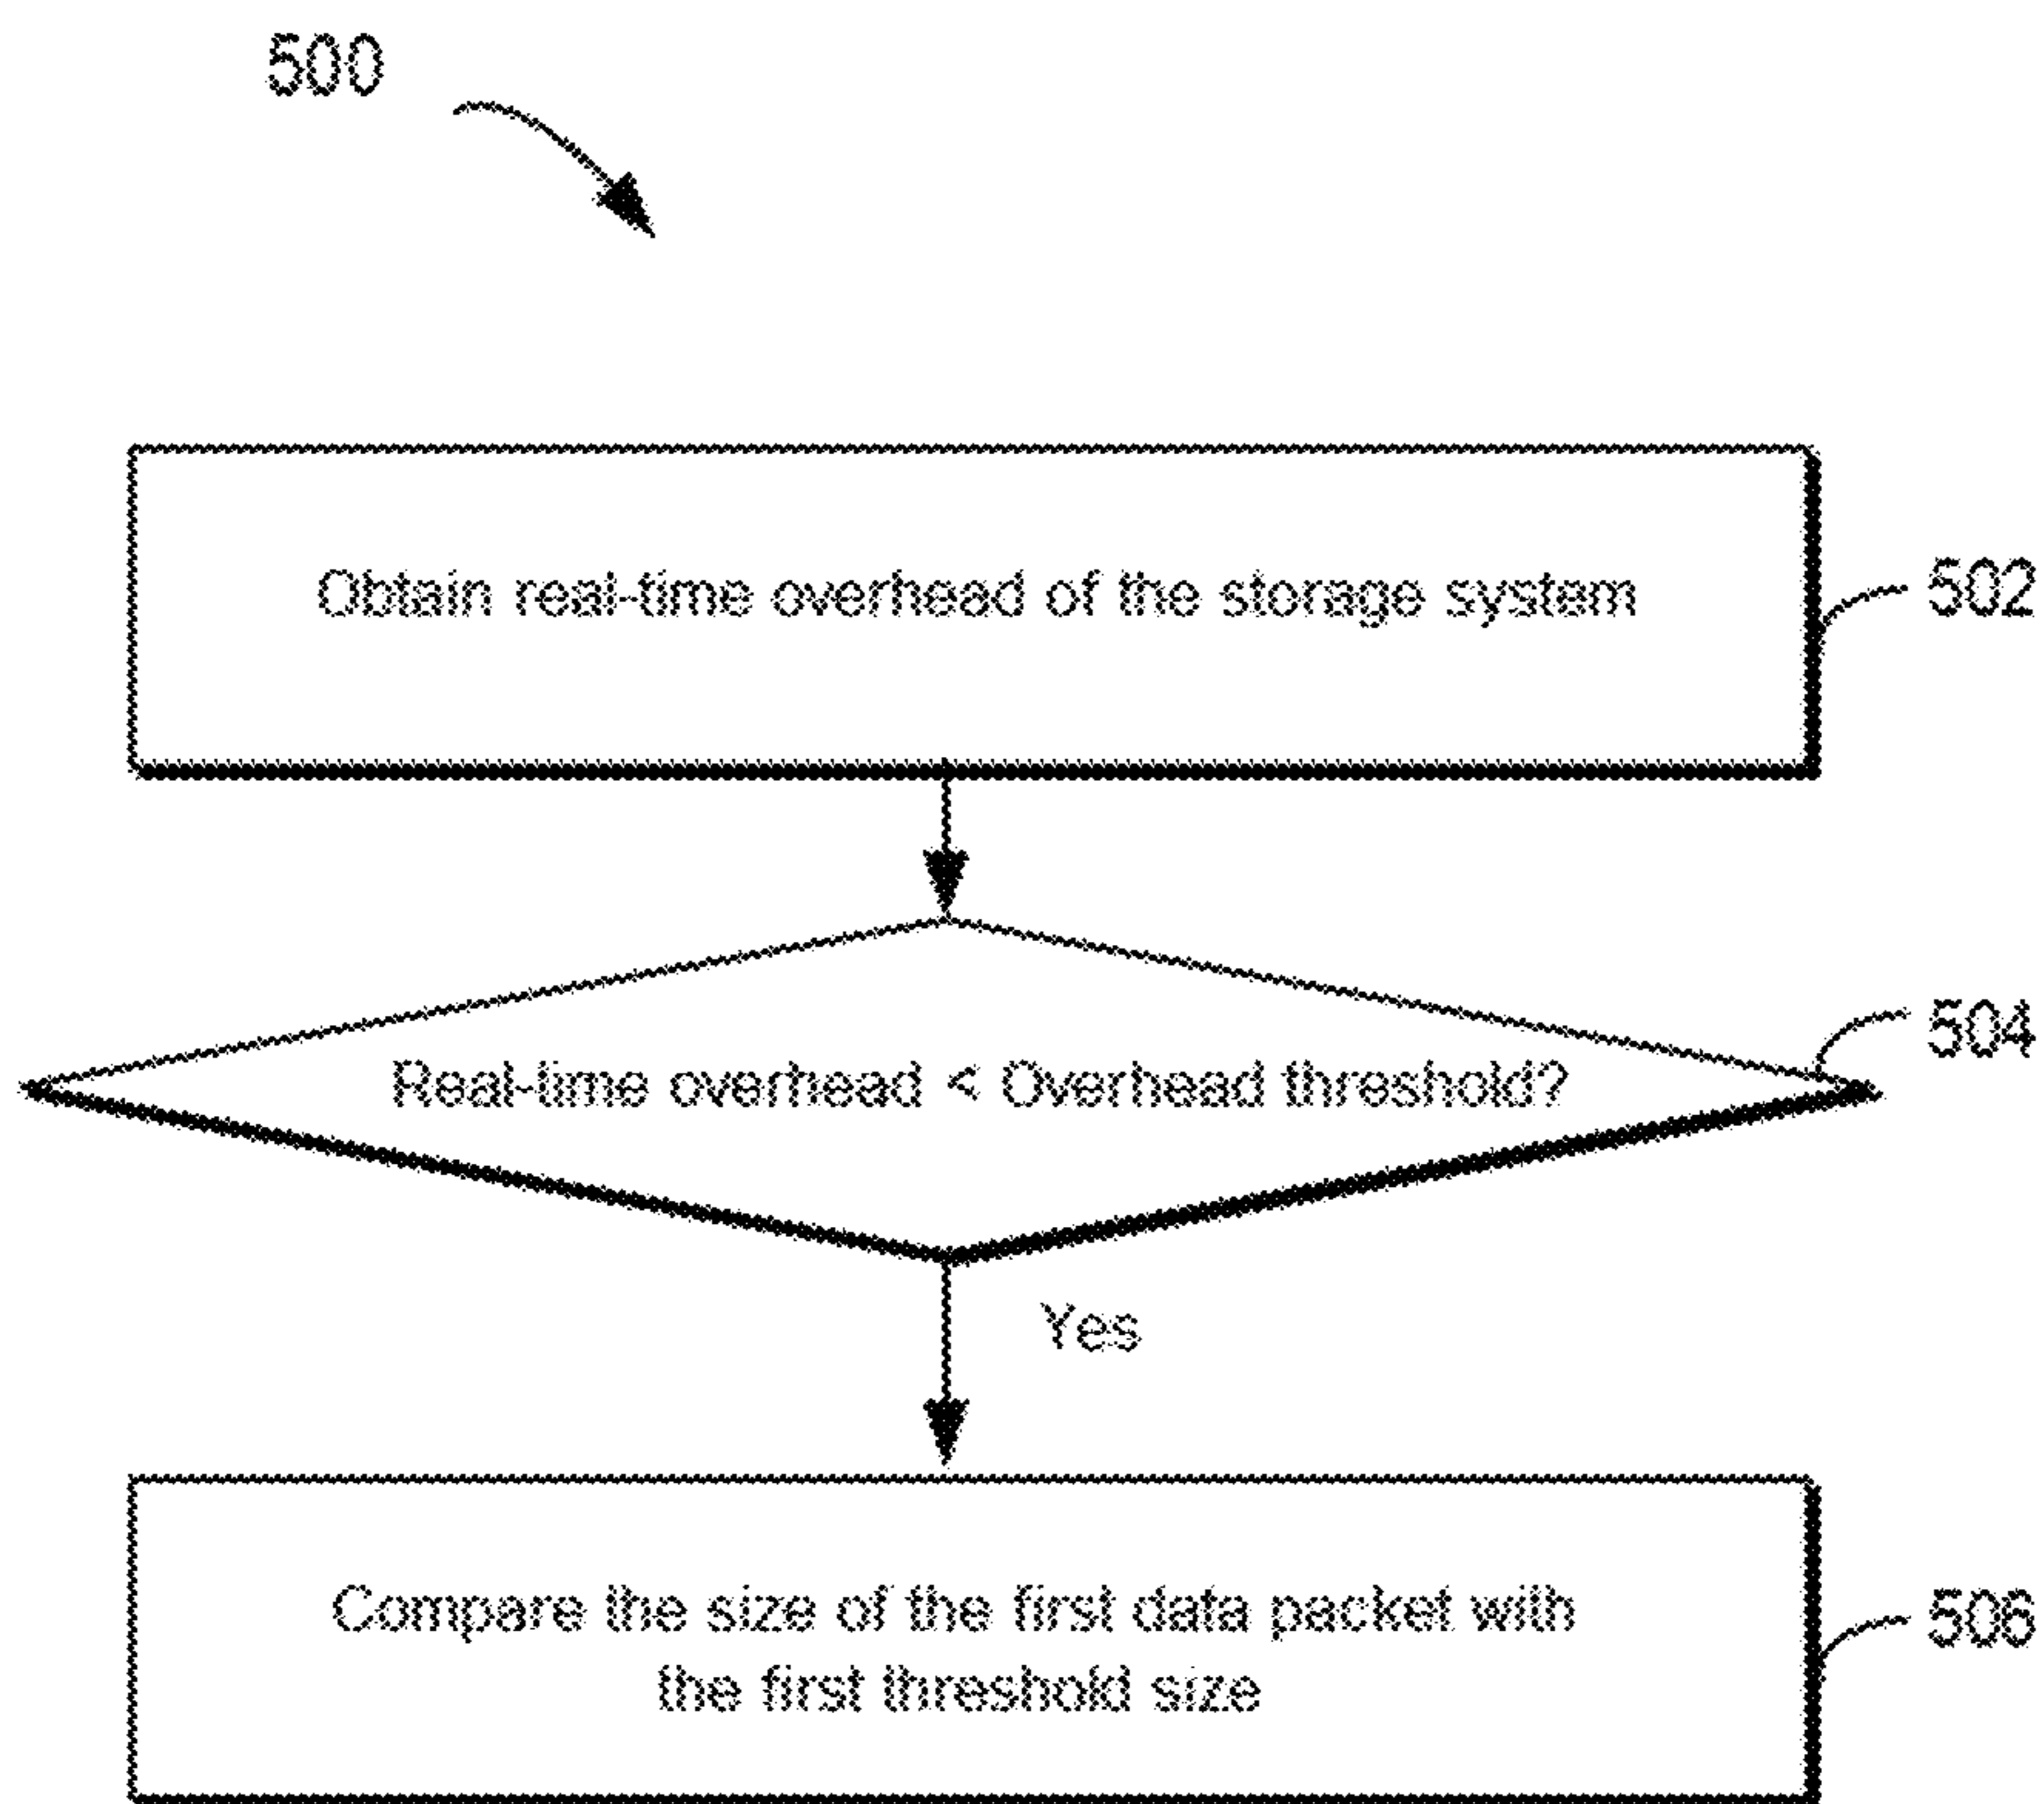 500
Obtain real-time overhead of the storage system
502
504
Real-time overhead < Overhead threshold?
Yes
Compare the size of the first data packet with
the first threshold size
506